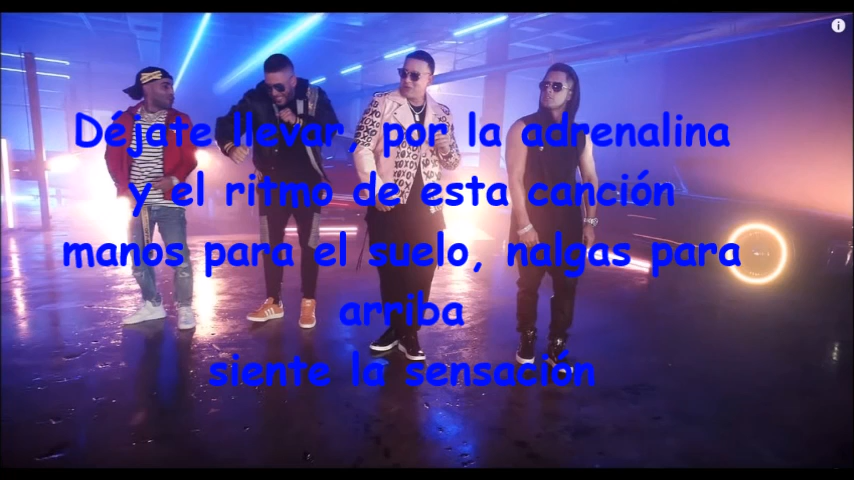 Déjate llevar, por la adrenalina
y el ritmo de esta canción
manos para el suelo, nalgas para
arriba
siente la sensación